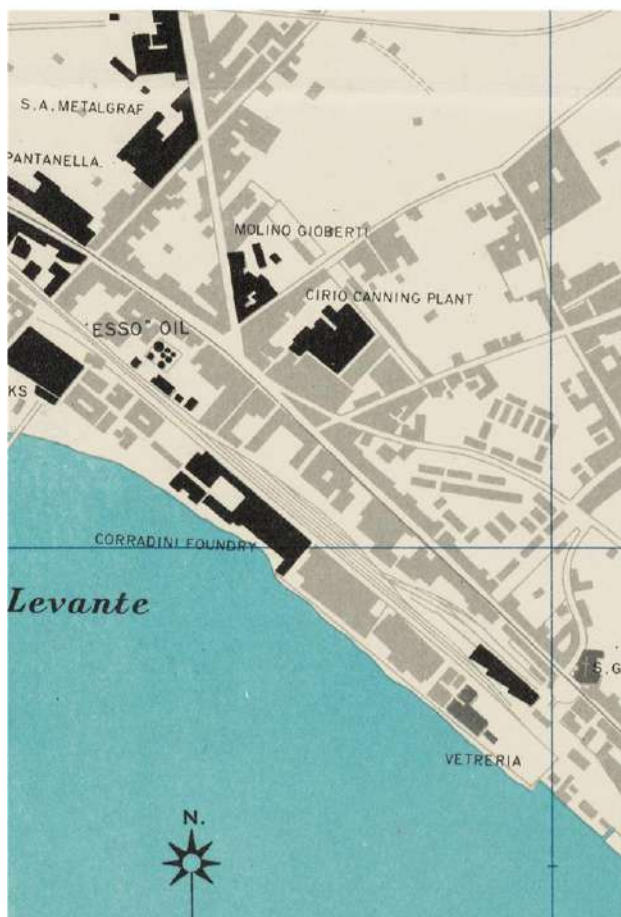 S.A. METALGRAF
PANTANELLA.
MOLINO GIOBERTI
CIRIO CANNING PLANT
"ESSO" OIL
KS
CORRADINI FOUNDRY
Levante
S.G
VETRERIA
N.